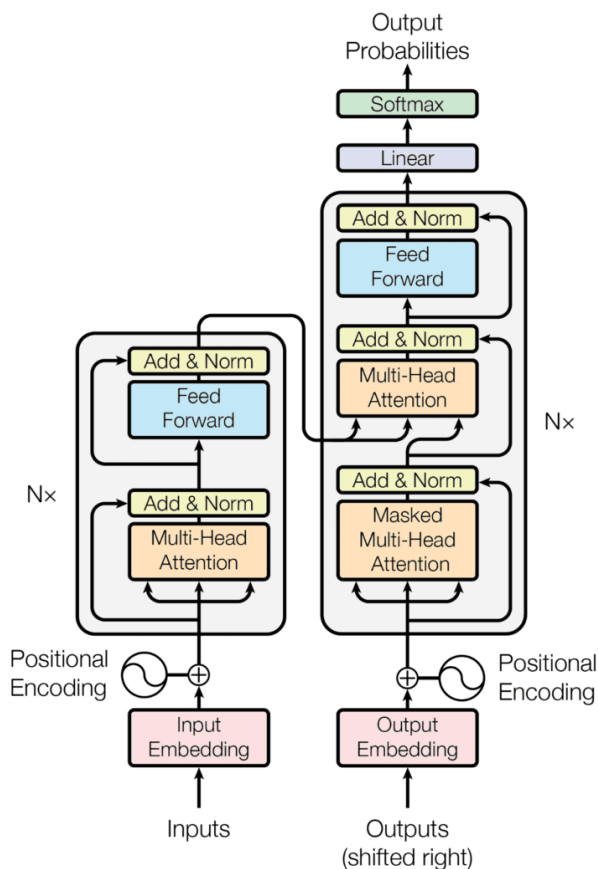 Output
Probabilities
Softmax
Linear
Add & Norm
Feed
Forward
Add & Norm
Multi-Head
Attention
Add & Norm
Masked
Multi-Head
Attention
N×
Add & Norm
Feed
Forward
Add & Norm
Multi-Head
Attention
N×
Positional
Encoding
Positional
Encoding
Input
Embedding
Output
Embedding
Inputs
Outputs
(shifted right)